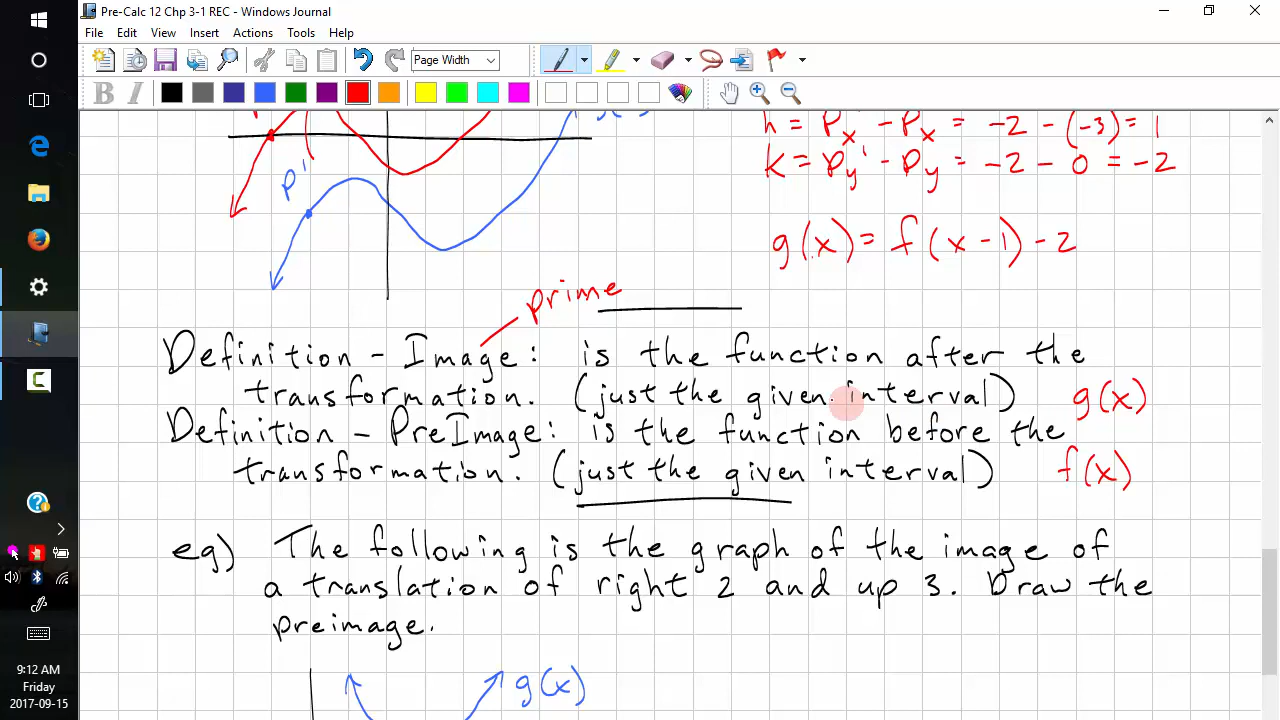 Pre-Calc 12 Chp 3-1 REC - Windows Journal
File Edit View Insert Actions Tools Help
Page Width
B I
h = Px' - Px = -2 - (-3) = 1
k = Py' - Py = -2 - 0 = -2
P'
g(x) = f(x-1) - 2
prime
Definition - Image: is the function after the
transformation. (just the given interval) g(x)
Definition - PreImage: is the function before the
transformation. (just the given interval) f(x)
eg) The following is the graph of the image of
a translation of right 2 and up 3. Draw the
preimage.
g(x)
9:12 AM
Friday
2017-09-15